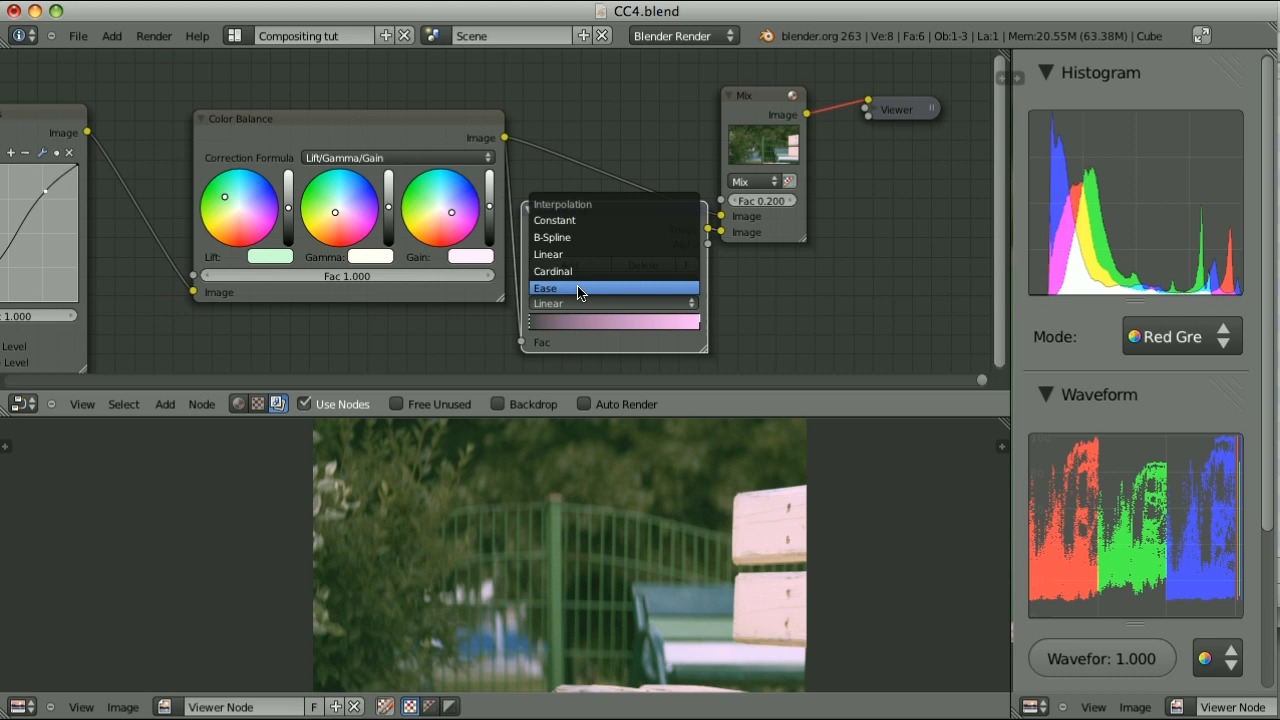 CC4.blend
File Add Render Help Compositing tut Scene Blender Render blender.org 263 | Ve:8 | Fa:6 | Ob:1-3 | La:1 | Mem:20.55M (63.38M) | Cube
Image
1.000
Level
Level
Color Balance
Image
Correction Formula Lift/Gamma/Gain
Lift: Gamma: Gain:
Fac 1.000
Image
Interpolation
Constant
B-Spline
Linear
Cardinal
Ease
Linear
Fac
Mix
Image
Mix
Fac 0.200
Image
Image
Viewer
View Select Add Node Use Nodes Free Unused Backdrop Auto Render
View Image Viewer Node F
Histogram
Mode: Red Gre
Waveform
Wavefor: 1.000
View Image Viewer Node